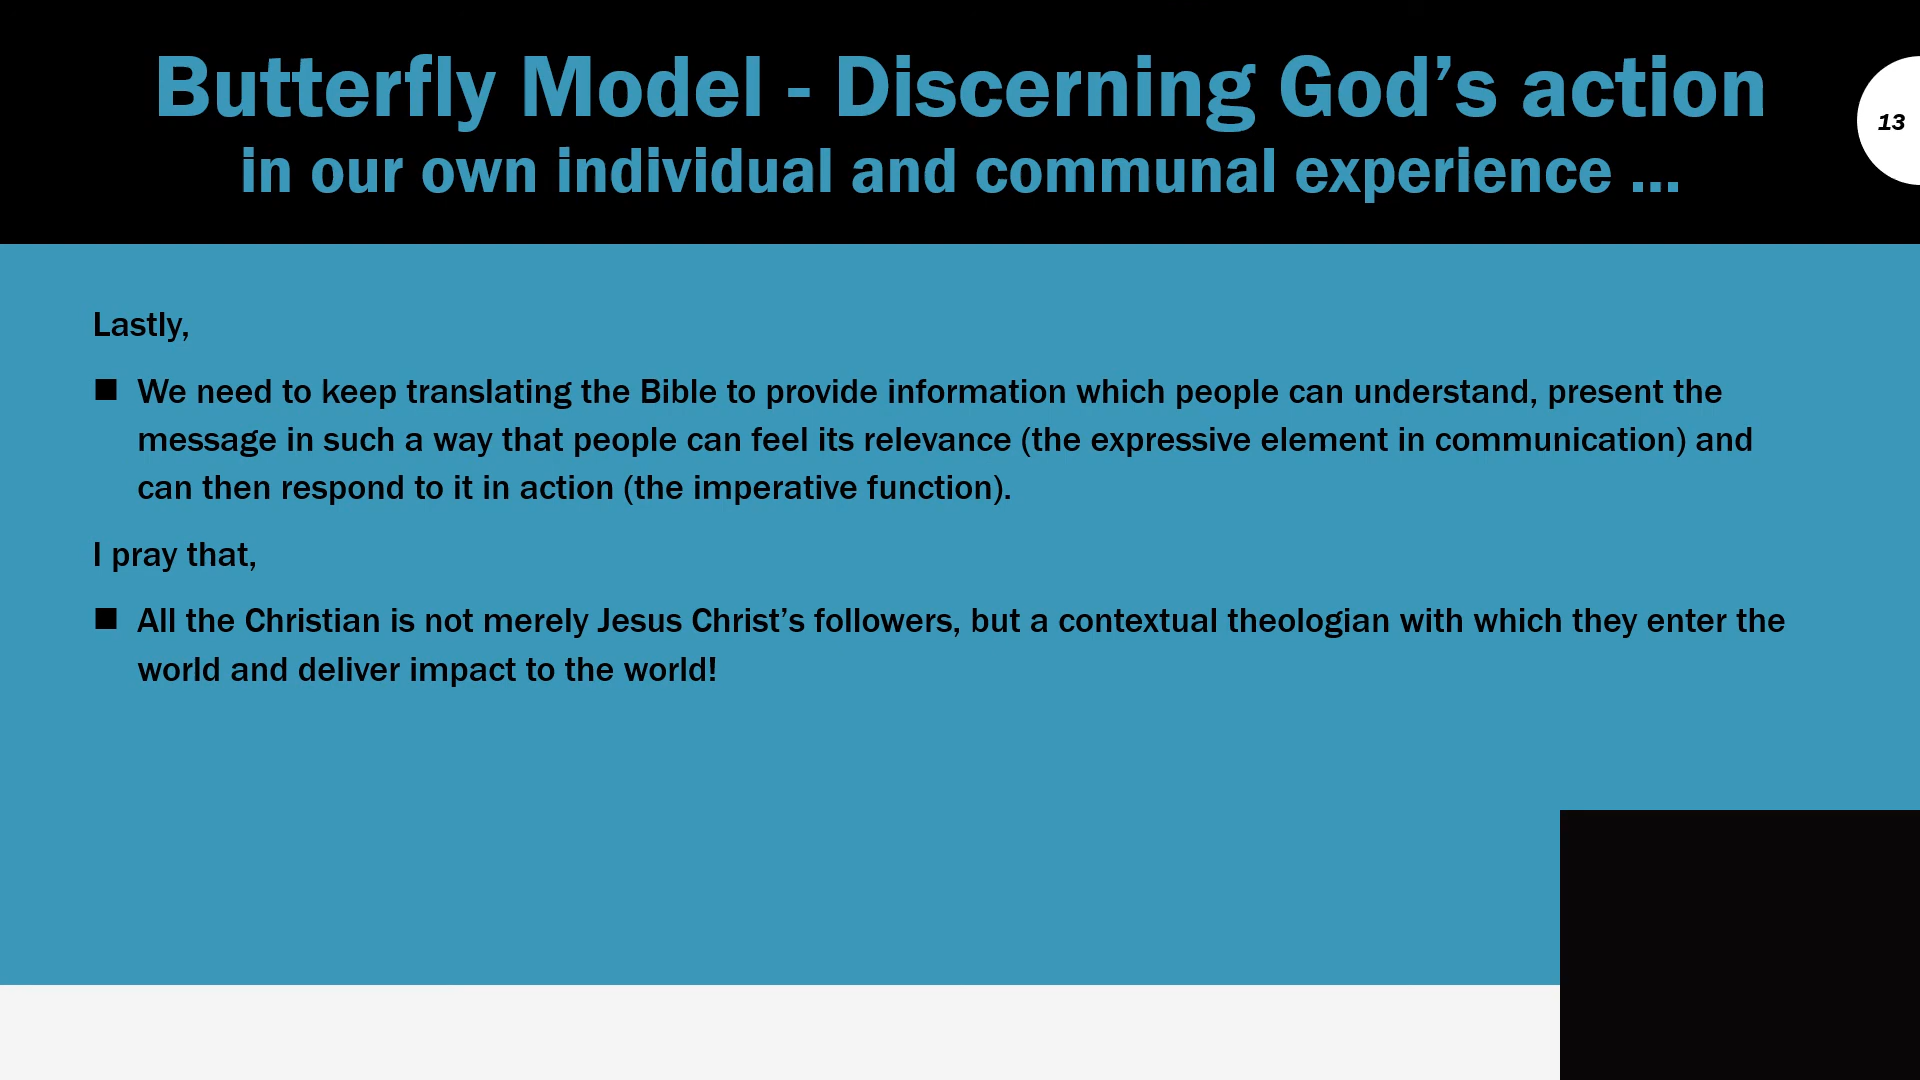 Butterfly Model - Discerning God’s action
in our own individual and communal experience ...
13
Lastly,
■ We need to keep translating the Bible to provide information which people can understand, present the
message in such a way that people can feel its relevance (the expressive element in communication) and
can then respond to it in action (the imperative function).
I pray that,
■ All the Christian is not merely Jesus Christ’s followers, but a contextual theologian with which they enter the
world and deliver impact to the world!